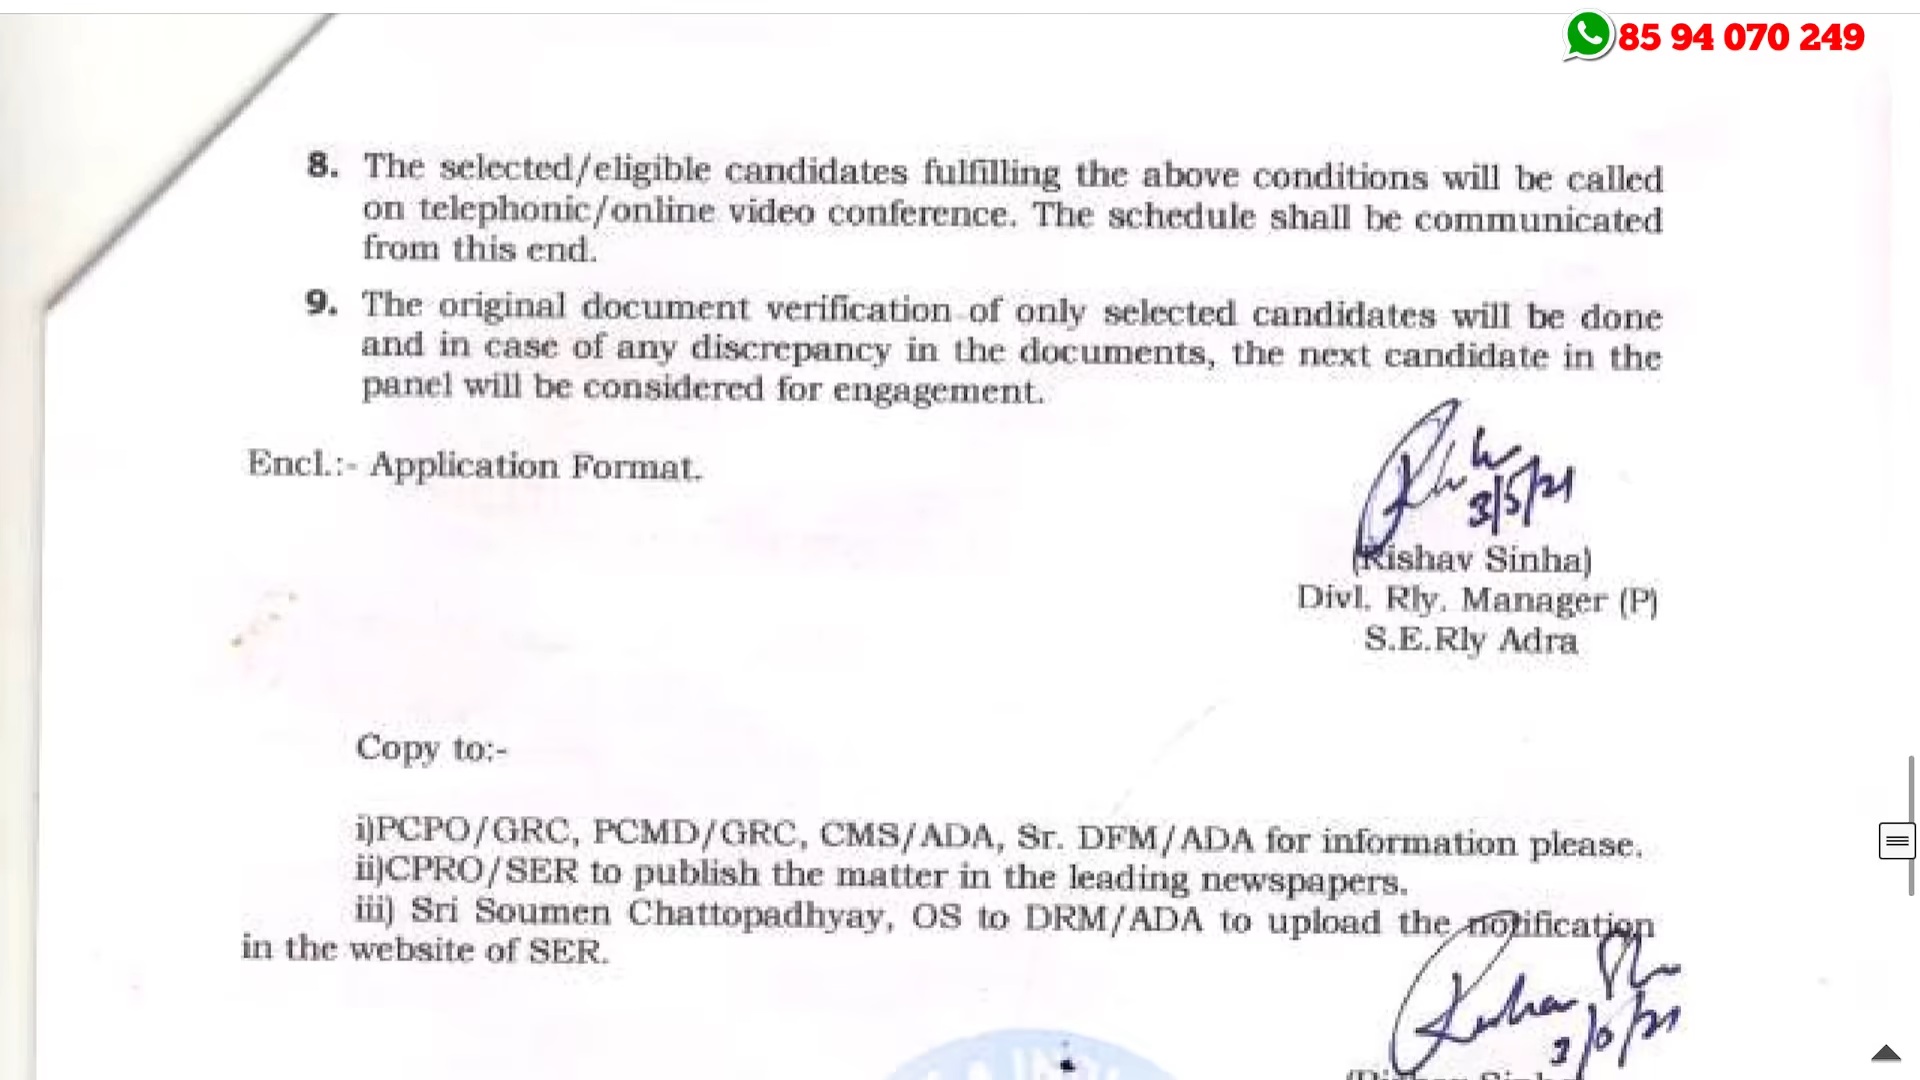 85 94 070 249
8. The selected/eligible candidates fulfilling the above conditions will be called
on telephonic/online video conference. The schedule shall be communicated
from this end.
9. The original document verification of only selected candidates will be done
and in case of any discrepancy in the documents, the next candidate in the
panel will be considered for engagement.
Encl.:- Application Format.
3/5/21
(Rishav Sinha)
Divl. Rly. Manager (P)
S.E.Rly Adra
Copy to:-
i)PCPO/GRC, PCMD/GRC, CMS/ADA, Sr. DFM/ADA for information please.
ii)CPRO/SER to publish the matter in the leading newspapers.
iii) Sri Soumen Chattopadhyay, OS to DRM/ADA to upload the notification
in the website of SER.